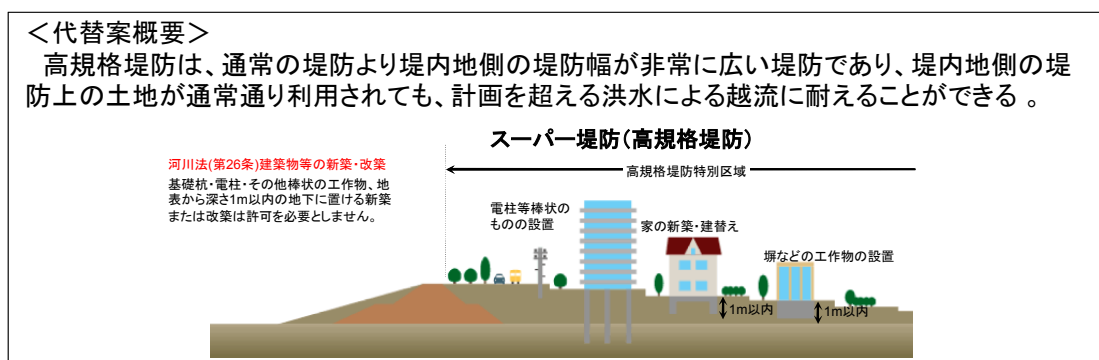 ＜代替案概要＞
高規格堤防は、通常の堤防より堤内地側の堤防幅が非常に広い堤防であり、堤内地側の堤
防上の土地が通常通り利用されても、計画を超える洪水による越流に耐えることができる 。
スーパー堤防（高規格堤防）
河川法(第26条)建築物等の新築・改築
基礎杭・電柱・その他棒状の工作物、地
表から深さ1m以内の地下に置ける新築
または改築は許可を必要としません。
高規格堤防特別区域
電柱等棒状の
ものの設置
家の新築・建替え
塀などの工作物の設置
1m以内
1m以内